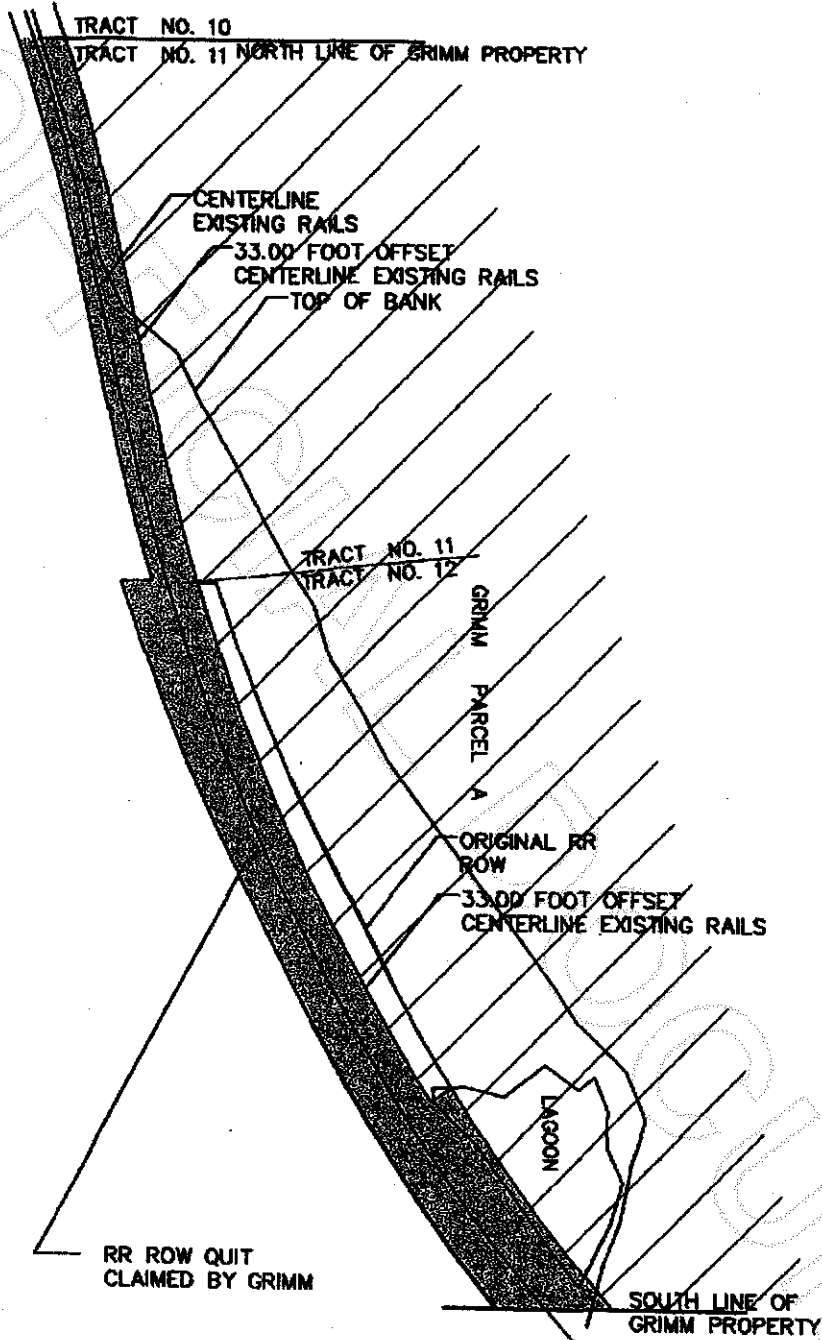 TRACT NO. 10
TRACT NO. 11 NORTH LINE OF GRIMM PROPERTY
CENTERLINE
EXISTING RAILS
33.00 FOOT OFFSET
CENTERLINE EXISTING RAILS
TOP OF BANK
TRACT NO. 11
TRACT NO. 12
GRIMM PARCEL A
ORIGINAL RR
ROW
33.00 FOOT OFFSET
CENTERLINE EXISTING RAILS
LAGOON
RR ROW QUIT
CLAIMED BY GRIMM
SOUTH LINE OF
GRIMM PROPERTY